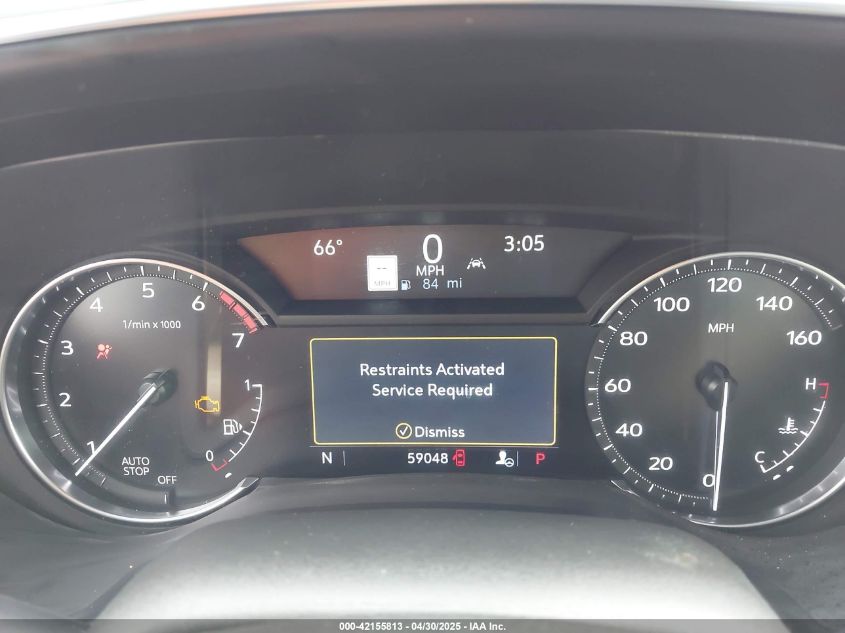 66°
0
MPH
3:05
--
MPH
84 mi
1/min x 1000
1
2
3
4
5
6
7
AUTO
STOP
OFF
1
0
Restraints Activated
Service Required
Dismiss
N
59048
P
MPH
0
20
40
60
80
100
120
140
160
H
C
000-42155813 - 04/30/2025 - IAA Inc.